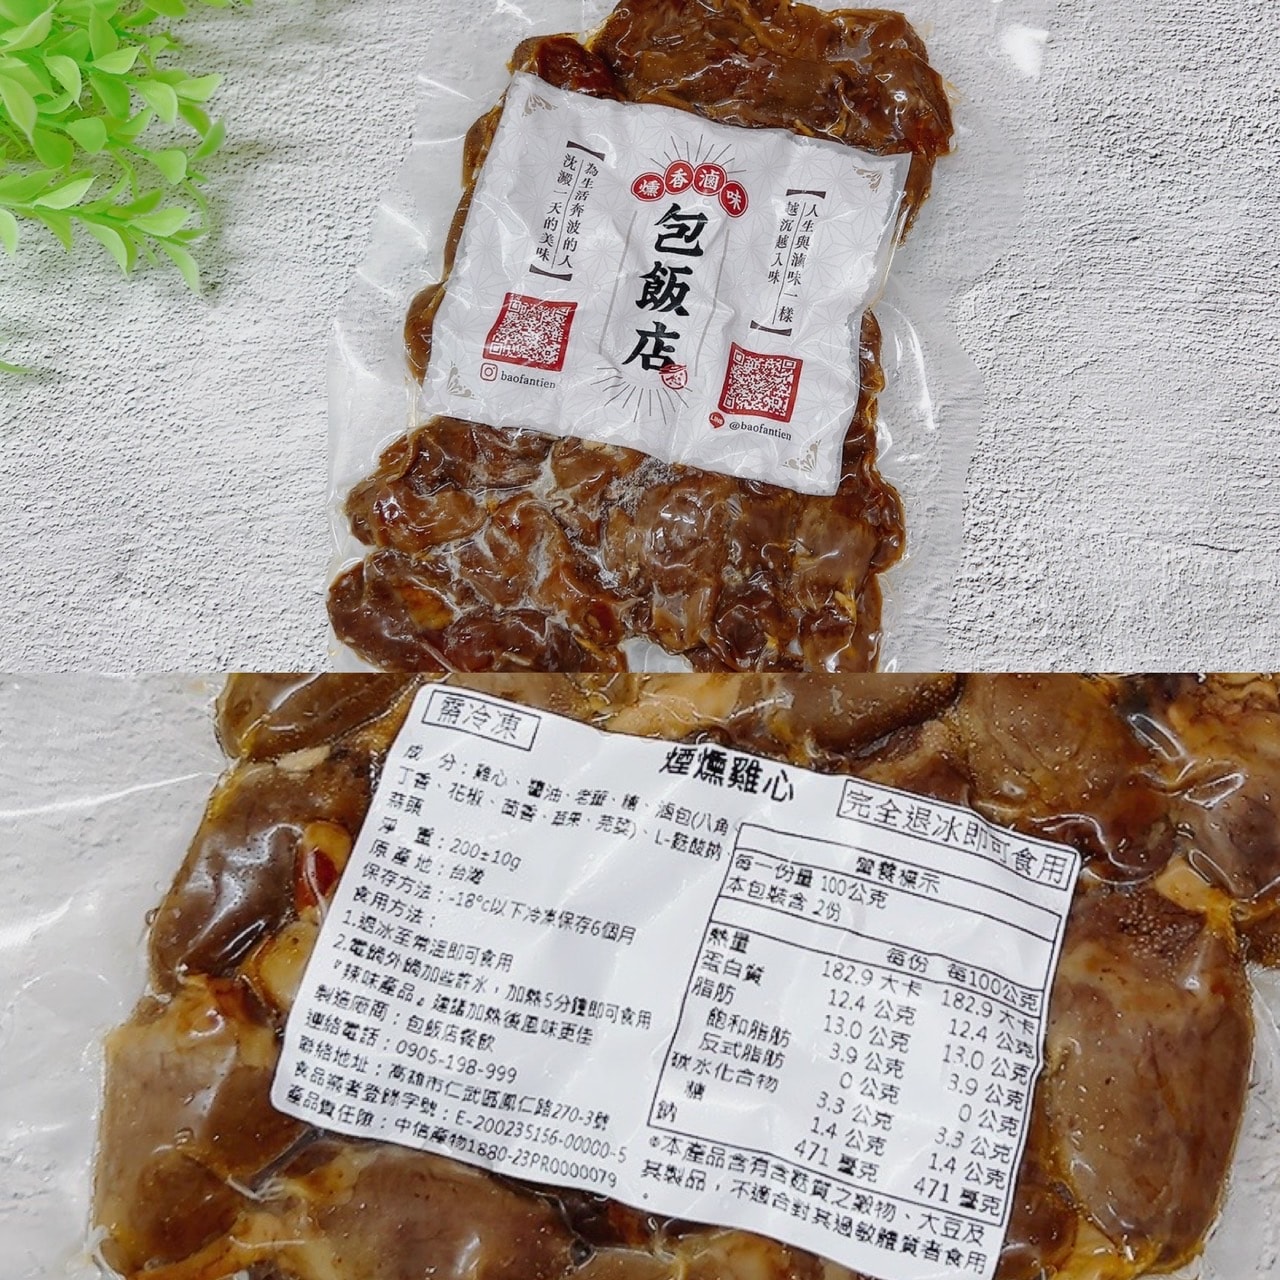 燻香滷味
包飯店
【為生活奔波的人
沈澱一天的美味】
【人生與滷味一樣
越沉越入味】
baofantien
LINE
@baofantien
需冷凍
煙燻雞心
完全退冰即可食用
成 分：雞心、醬油、老薑、糖、滷包(八角、
丁香、花椒、茴香、草果、芫荽)、L-麩酸鈉、
蒜頭
淨 重：200±10g
原 產 地：台灣
保存方法：-18°c以下冷凍保存6個月
食用方法：
1.退冰至常溫即可食用
2.電鍋外鍋加些許水，加熱5分鐘即可食用
建議加熱後風味更佳
製造廠商：包飯店餐飲
連絡電話：0905-198-999
聯絡地址：高雄市仁武區鳳仁路270-3號
食品業者登錄字號：E-200235156-00000-5
產品責任險：中信產物1880-23PR0000079
營養標示
每一份量 100公克
本包裝含 2份
每份 每100公克
熱量 182.9 大卡 182.9 大卡
蛋白質 12.4 公克 12.4 公克
脂肪 13.0 公克 13.0 公克
飽和脂肪 3.9 公克 3.9 公克
反式脂肪 0 公克 0 公克
碳水化合物 3.3 公克 3.3 公克
糖 1.4 公克 1.4 公克
鈉 471 毫克 471 毫克
※本產品含有含麩質之穀物、大豆及
其製品，不適合對其過敏體質者食用